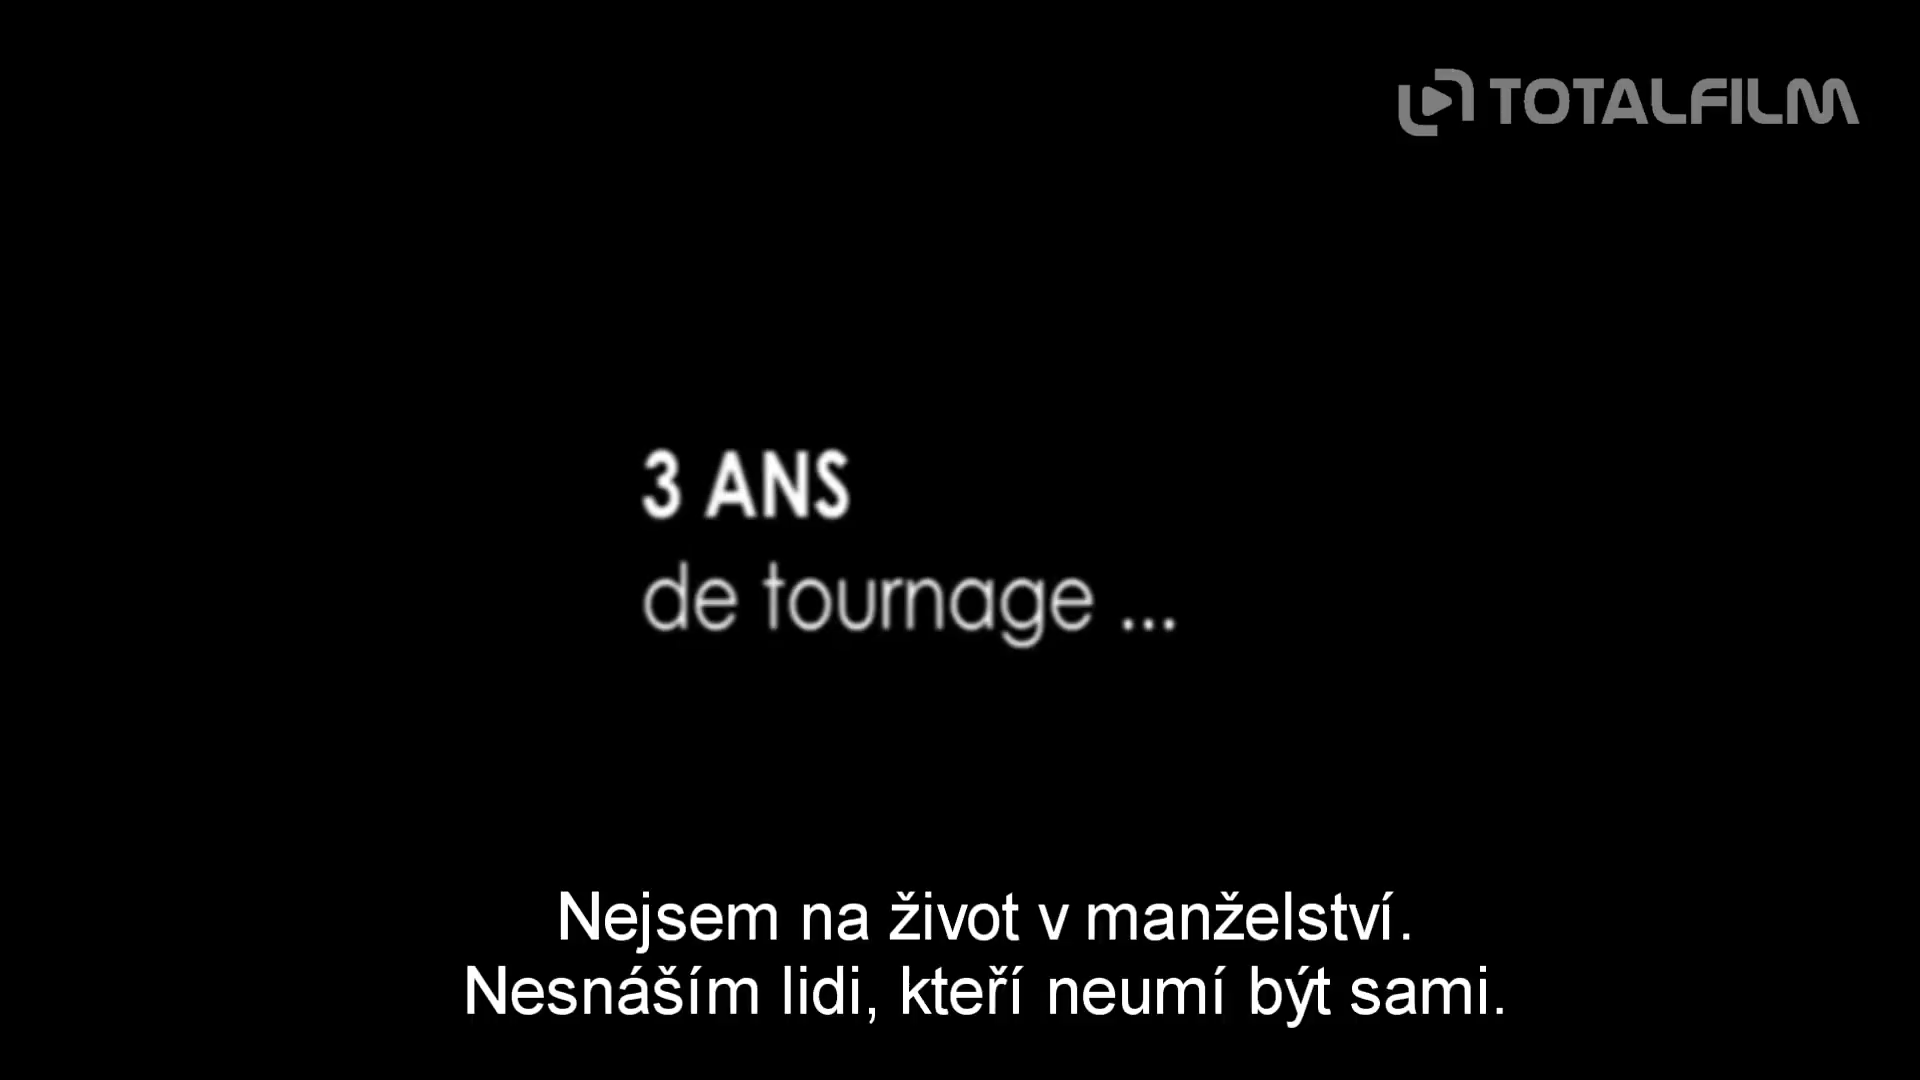 TOTALFILM
3 ANS
de tournage ...
Nejsem na život v manželství.
Nesnáším lidi, kteří neumí být sami.